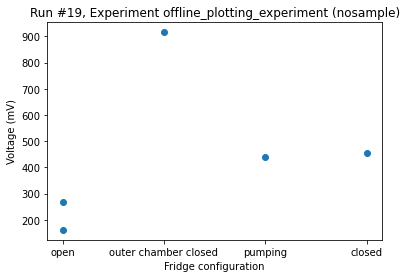 Run #19, Experiment offline_plotting_experiment (nosample)
900
800
700
600
500
400
300
200
Voltage (mV)
open outer chamber closed pumping closed
Fridge configuration